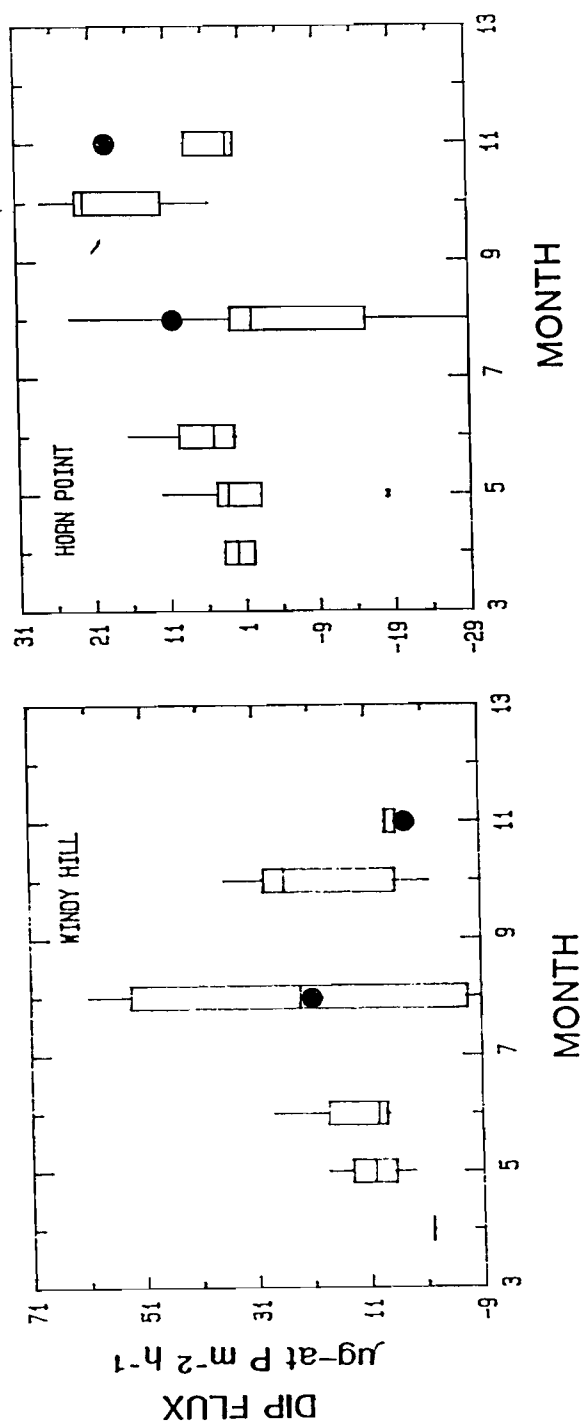 DIP FLUX
µg-at P m⁻² h⁻¹
71
51
31
11
-9
WINDY HILL
3 5 7 9 11 13
MONTH
31
21
11
1
-9
-19
-29
HORN POINT
3 5 7 9 11 13
MONTH